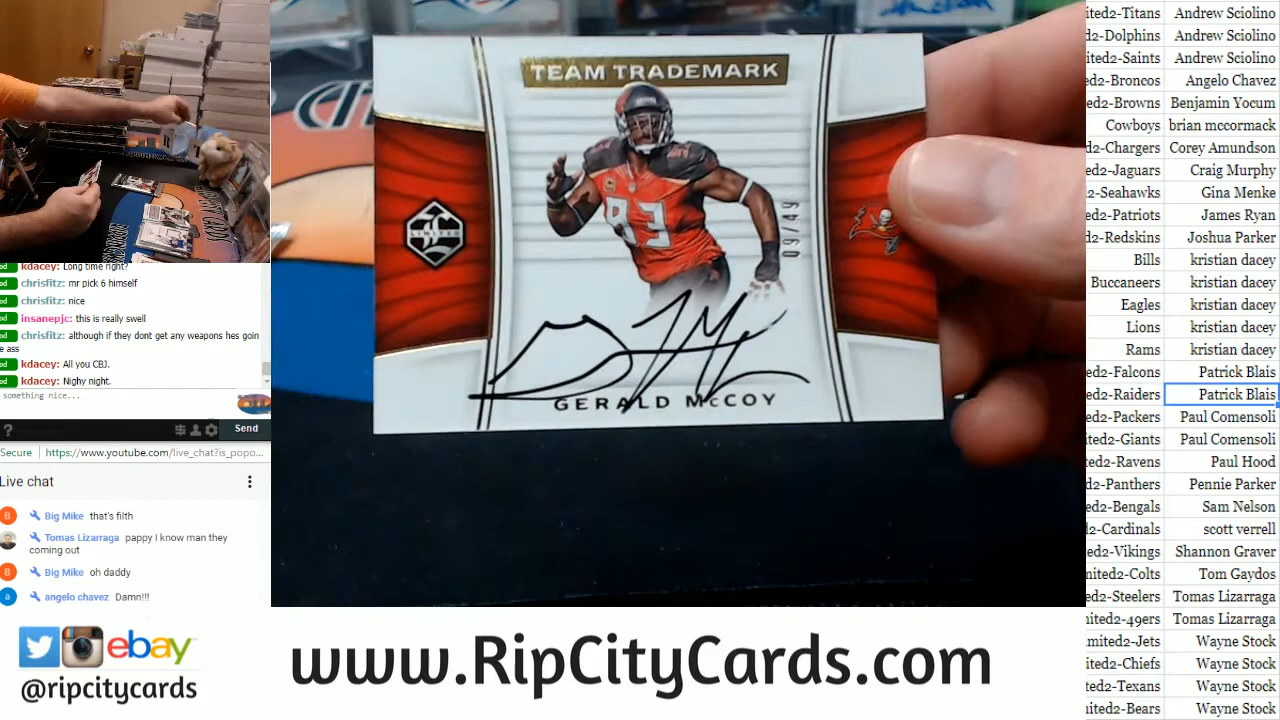 kdacey: Long time right?
chrisfitz: mr pick 6 himself
chrisfitz: nice
insanepjc: this is really swell
chrisfitz: although if they dont get any weapons hes goin
e ass
kdacey: All you CBJ.
kdacey: Nighy night.
something nice...
?
Send
Secure
https://www.youtube.com/live_chat?is_popo...
Live chat
B Big Mike that's filth
Tomas Lizarraga pappy I know man they
coming out
B Big Mike oh daddy
a angelo chavez Damn!!!
ebay
@ripcitycards
TEAM TRADEMARK
LIMITED
93
09/49
GERALD McCOY
www.RipCityCards.com
ited2-Titans Andrew Sciolino
d2-Dolphins Andrew Sciolino
ited2-Saints Andrew Sciolino
ed2-Broncos Angelo Chavez
ed2-Browns Benjamin Yocum
Cowboys brian mccormack
d2-Chargers Corey Amundson
d2-Jaguars Craig Murphy
2-Seahawks Gina Menke
ed2-Patriots James Ryan
d2-Redskins Joshua Parker
Bills kristian dacey
Buccaneers kristian dacey
Eagles kristian dacey
Lions kristian dacey
Rams kristian dacey
ed2-Falcons Patrick Blais
ed2-Raiders Patrick Blais
ed2-Packers Paul Comensoli
ited2-Giants Paul Comensoli
ted2-Ravens Paul Hood
d2-Panthers Pennie Parker
ed2-Bengals Sam Nelson
d2-Cardinals scott verrell
ed2-Vikings Shannon Graver
nited2-Colts Tom Gaydos
ed2-Steelers Tomas Lizarraga
nited2-49ers Tomas Lizarraga
imited2-Jets Wayne Stock
ited2-Chiefs Wayne Stock
ited2-Texans Wayne Stock
ited2-Bears Wayne Stock